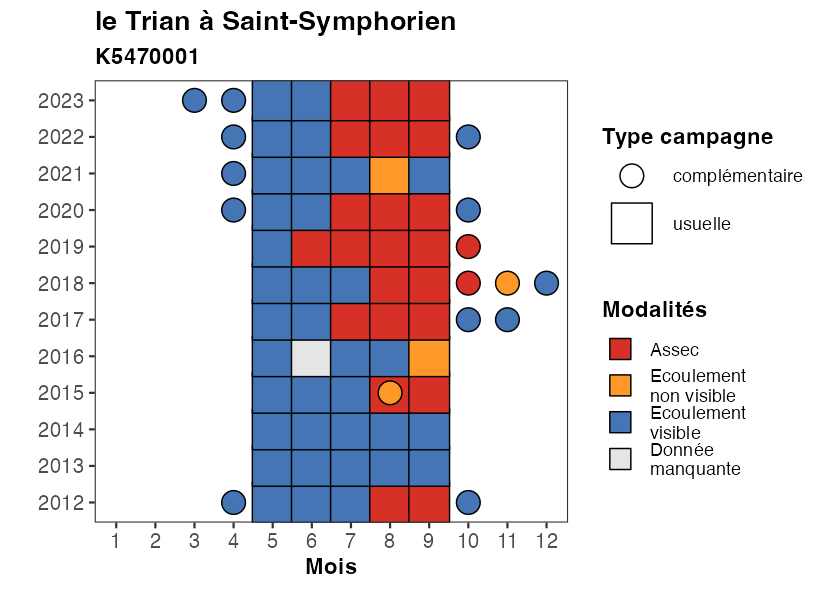 le Trian à Saint-Symphorien
K5470001
2023
2022
2021
2020
2019
2018
2017
2016
2015
2014
2013
2012
1 2 3 4 5 6 7 8 9 10 11 12
Mois
Type campagne
complémentaire
usuelle
Modalités
Assec
Ecoulement
non visible
Ecoulement
visible
Donnée
manquante